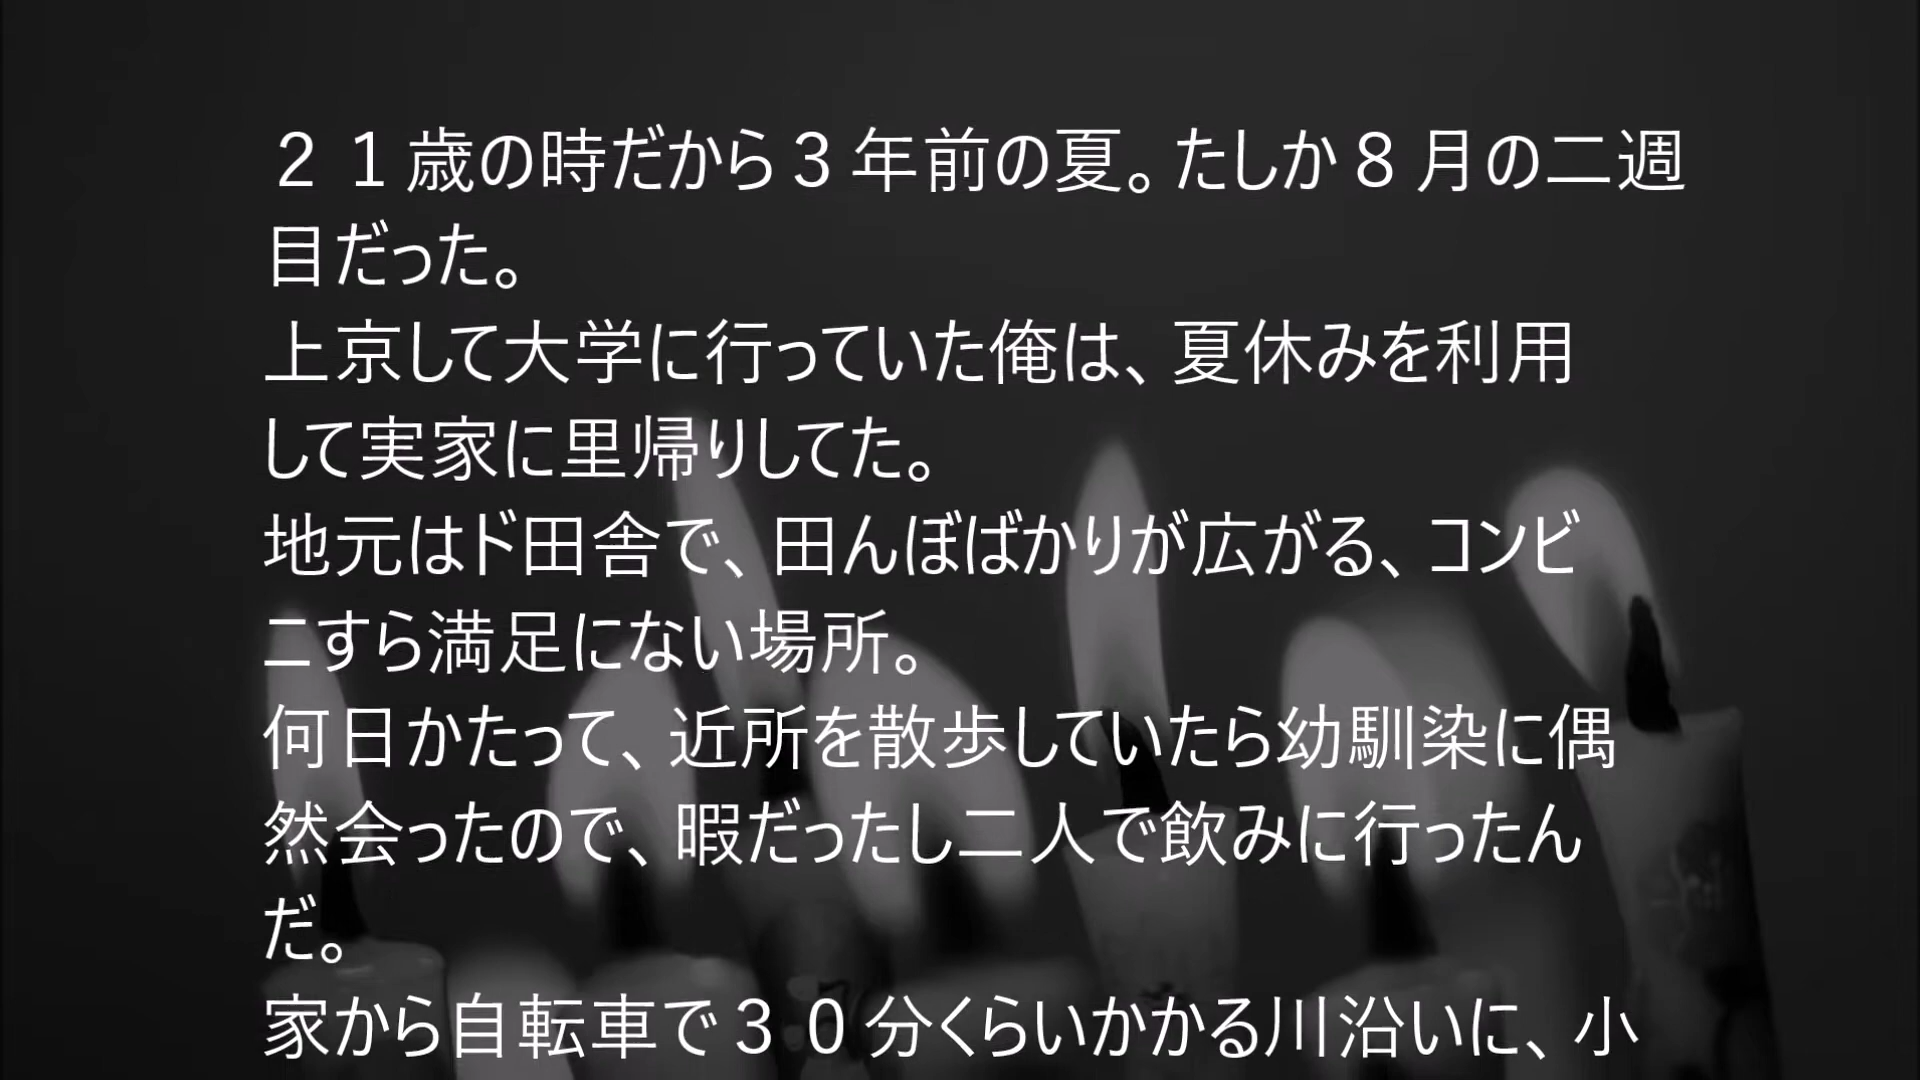 ２１歳の時だから３年前の夏。たしか８月の二週
目だった。
上京して大学に行っていた俺は、夏休みを利用
して実家に里帰りしてた。
地元はド田舎で、田んぼばかりが広がる、コンビ
ニすら満足にない場所。
何日かたって、近所を散歩していたら幼馴染に偶
然会ったので、暇だったし二人で飲みに行ったん
だ。
家から自転車で３０分くらいかかる川沿いに、小